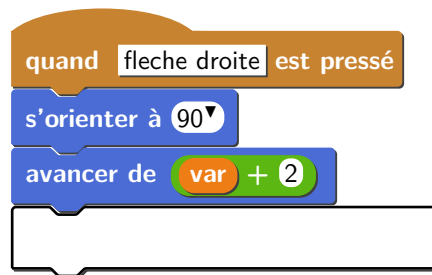 quand fleche droite est pressé
s'orienter à 90▼
avancer de var + 2